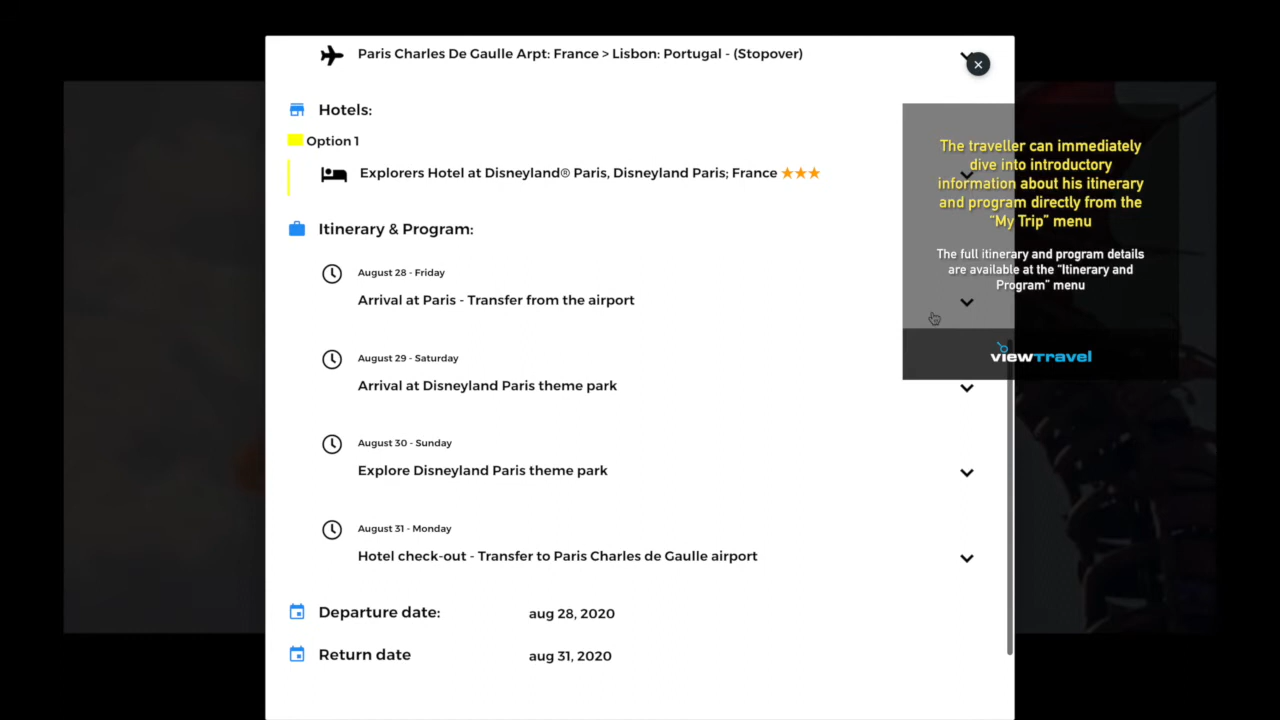 Paris Charles De Gaulle Arpt: France > Lisbon: Portugal - (Stopover)
Hotels:
Option 1
Explorers Hotel at Disneyland® Paris, Disneyland Paris; France ★★★
Itinerary & Program:
August 28 - Friday
Arrival at Paris - Transfer from the airport
August 29 - Saturday
Arrival at Disneyland Paris theme park
August 30 - Sunday
Explore Disneyland Paris theme park
August 31 - Monday
Hotel check-out - Transfer to Paris Charles de Gaulle airport
Departure date: aug 28, 2020
Return date aug 31, 2020
The traveller can immediately
dive into introductory
information about his itinerary
and program directly from the
"My Trip" menu
The full itinerary and program details
are available at the "Itinerary and
Program" menu
viewTravel